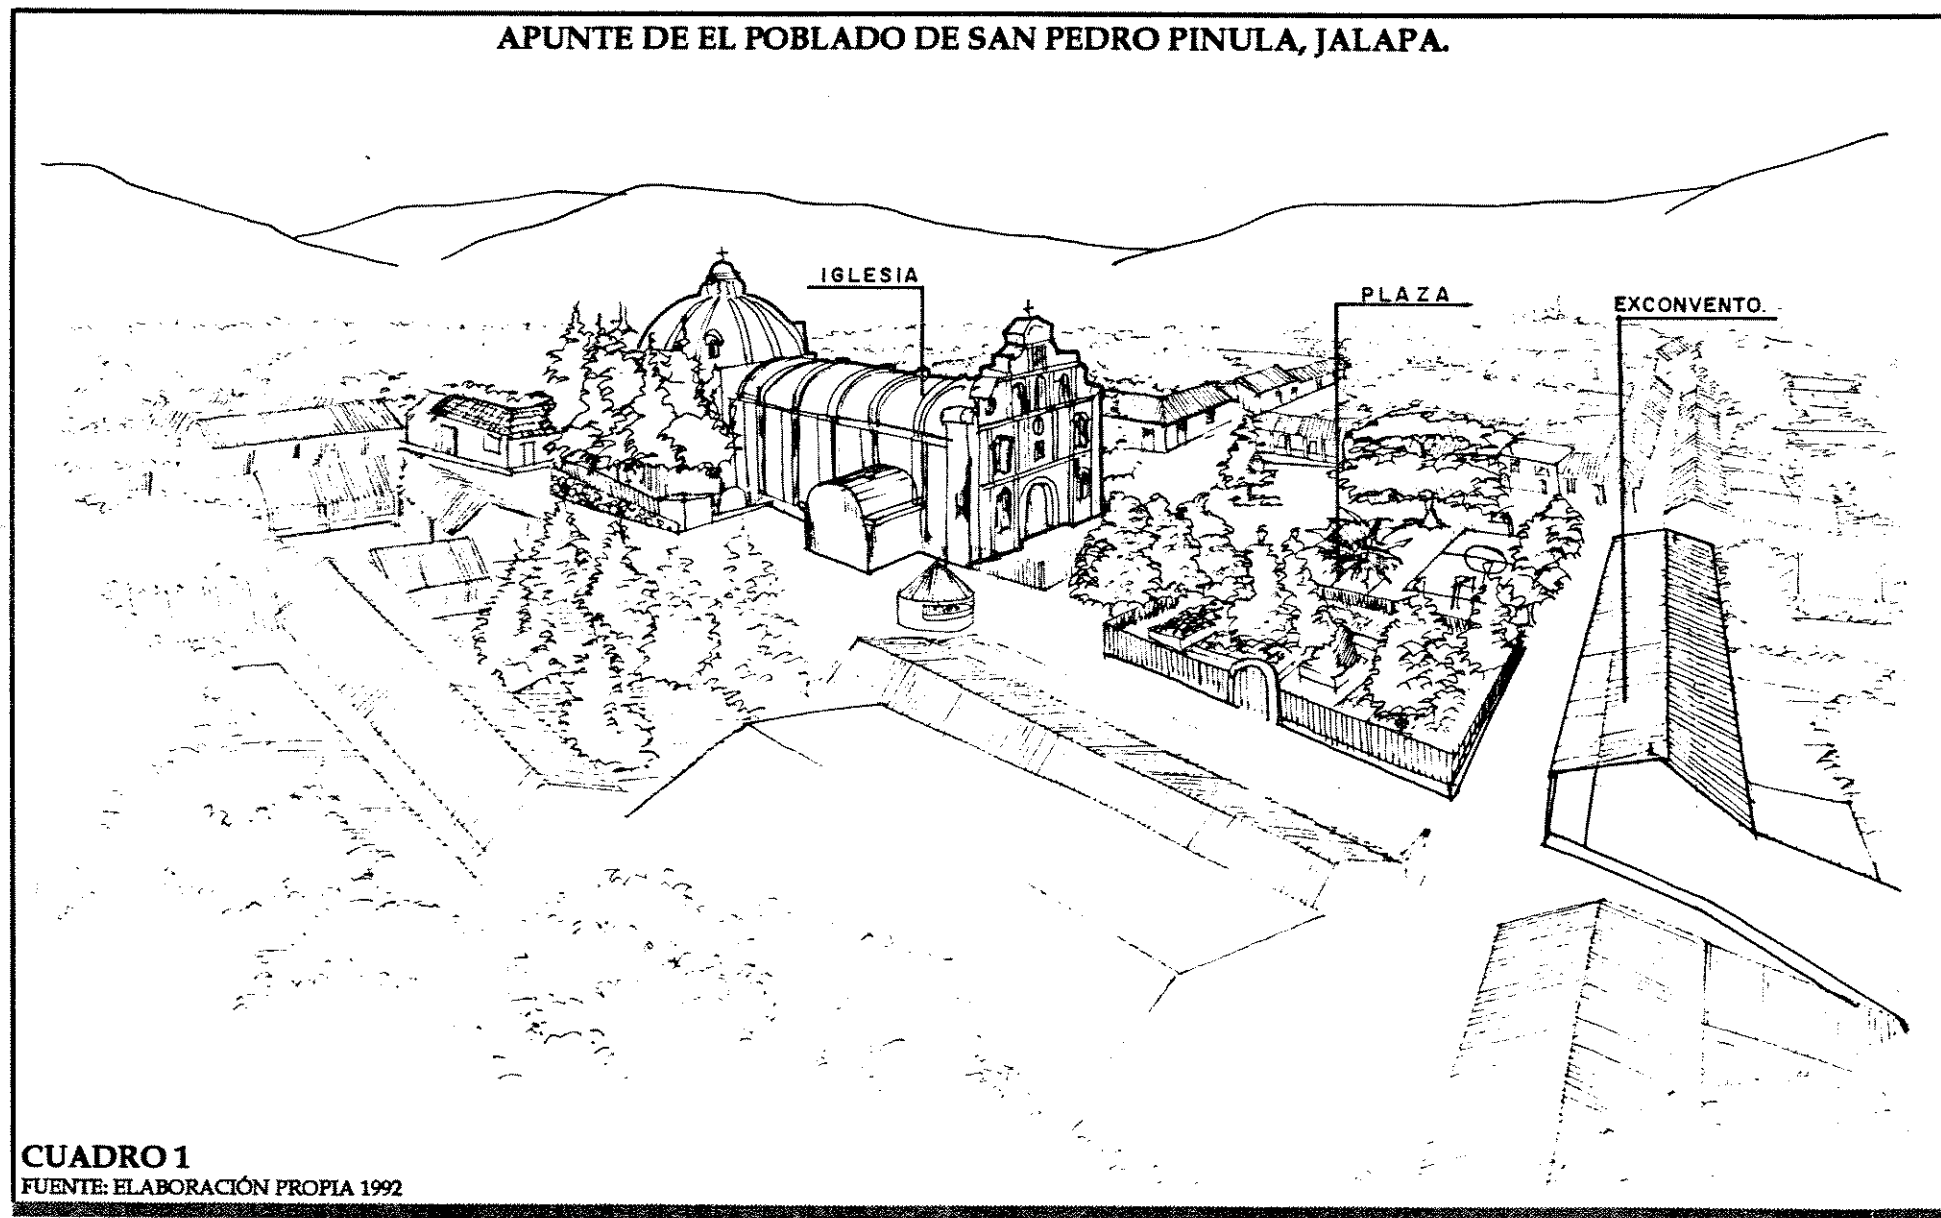 APUNTE DE EL POBLADO DE SAN PEDRO PINULA, JALAPA.
IGLESIA
PLAZA
EXCONVENTO.
CUADRO 1
FUENTE: ELABORACIÓN PROPIA 1992